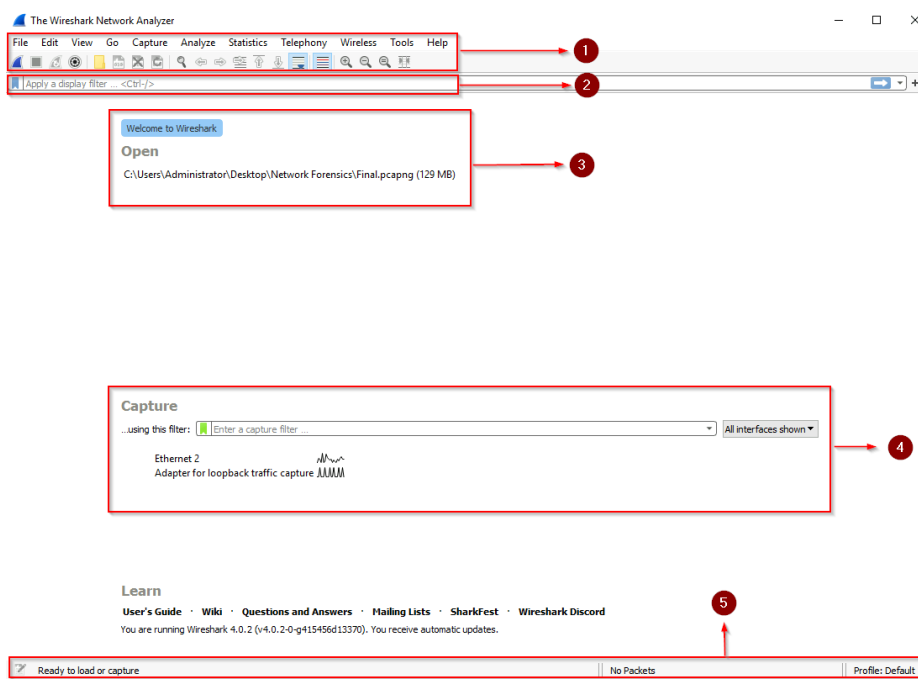 The Wireshark Network Analyzer
File Edit View Go Capture Analyze Statistics Telephony Wireless Tools Help
1
Apply a display filter ... <Ctrl-/>
2
Welcome to Wireshark
Open
C:\Users\Administrator\Desktop\Network Forensics\Final.pcapng (129 MB)
3
Capture
...using this filter: Enter a capture filter ... All interfaces shown
Ethernet 2
Adapter for loopback traffic capture
4
Learn
User's Guide · Wiki · Questions and Answers · Mailing Lists · SharkFest · Wireshark Discord
You are running Wireshark 4.0.2 (v4.0.2-0-g415456d13370). You receive automatic updates.
5
Ready to load or capture No Packets Profile: Default